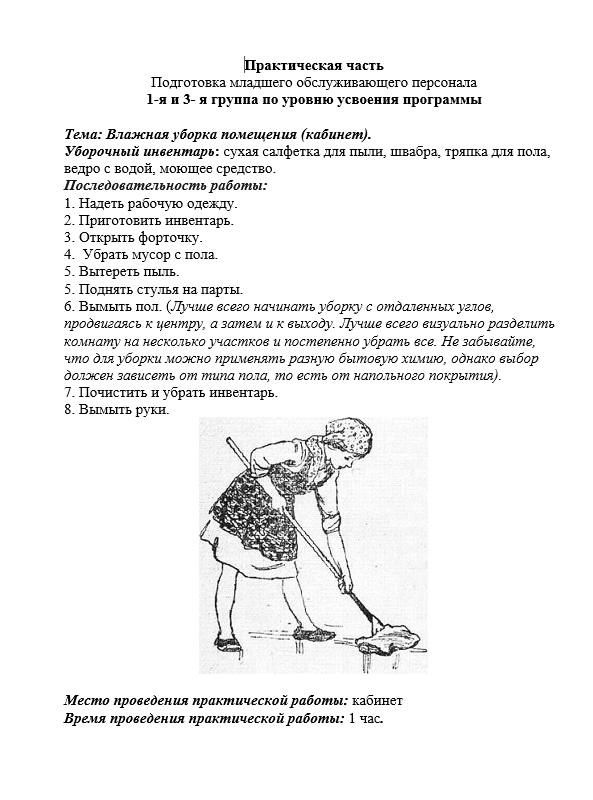 Практическая часть
Подготовка младшего обслуживающего персонала
1-я и 3- я группа по уровню усвоения программы
Тема: Влажная уборка помещения (кабинет).
Уборочный инвентарь: сухая салфетка для пыли, швабра, тряпка для пола,
ведро с водой, моющее средство.
Последовательность работы:
1. Надеть рабочую одежду.
2. Приготовить инвентарь.
3. Открыть форточку.
4.  Убрать мусор с пола.
5. Вытереть пыль.
5. Поднять стулья на парты.
6. Вымыть пол. (Лучше всего начинать уборку с отдаленных углов,
продвигаясь к центру, а затем и к выходу. Лучше всего визуально разделить
комнату на несколько участков и постепенно убрать все. Не забывайте,
что для уборки можно применять разную бытовую химию, однако выбор
должен зависеть от типа пола, то есть от напольного покрытия).
7. Почистить и убрать инвентарь.
8. Вымыть руки.
Место проведения практической работы: кабинет
Время проведения практической работы: 1 час.